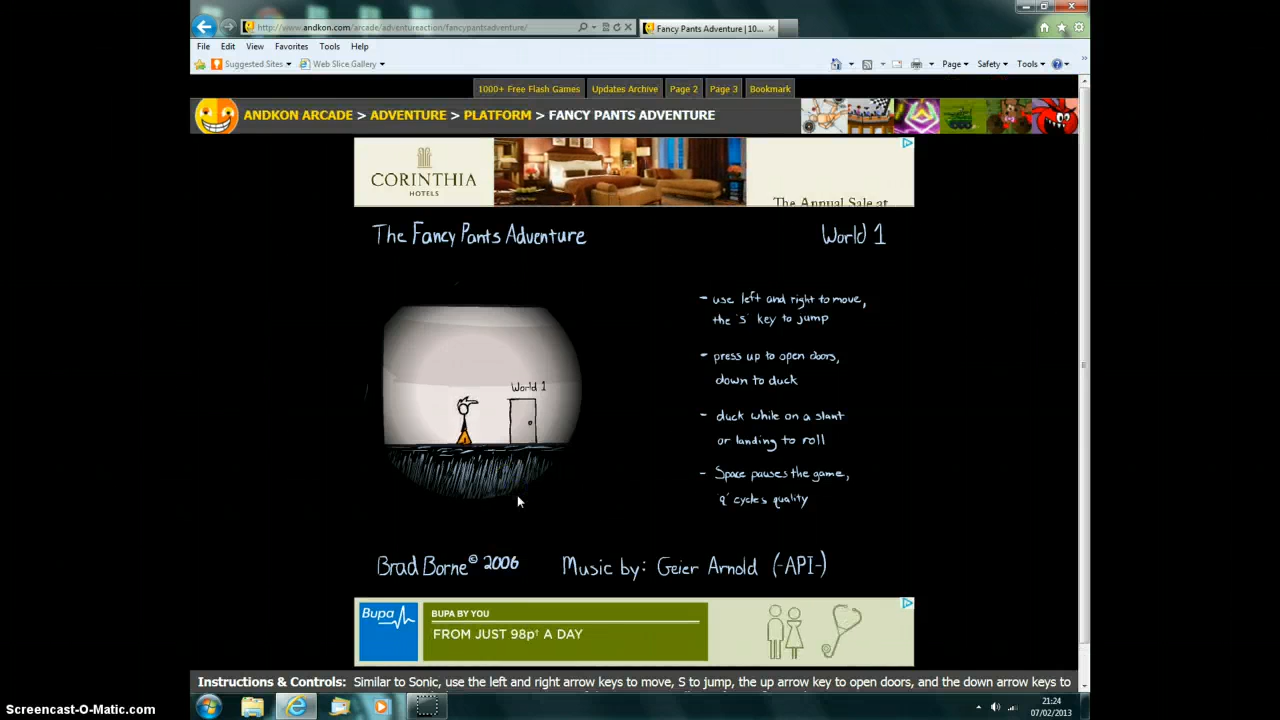 http://www.andkon.com/arcade/adventureaction/fancypantsadventure/
Fancy Pants Adventure | 10...
File Edit View Favorites Tools Help
Suggested Sites Web Slice Gallery
Page Safety Tools
1000+ Free Flash Games Updates Archive Page 2 Page 3 Bookmark
ANDKON ARCADE > ADVENTURE > PLATFORM > FANCY PANTS ADVENTURE
CORINTHIA
HOTELS
The Annual Sale at
The Fancy Pants Adventure World 1
- use left and right to move,
the 's' key to jump
- press up to open doors,
down to duck
World 1
- duck while on a slant
or landing to roll
- Space pauses the game,
'q' cycles quality
Brad Borne © 2006 Music by: Geier Arnold (-API-)
Bupa
BUPA BY YOU
FROM JUST 98p† A DAY
Instructions & Controls: Similar to Sonic, use the left and right arrow keys to move, S to jump, the up arrow key to open doors, and the down arrow keys to
21:24
07/02/2013
Screencast-O-Matic.com